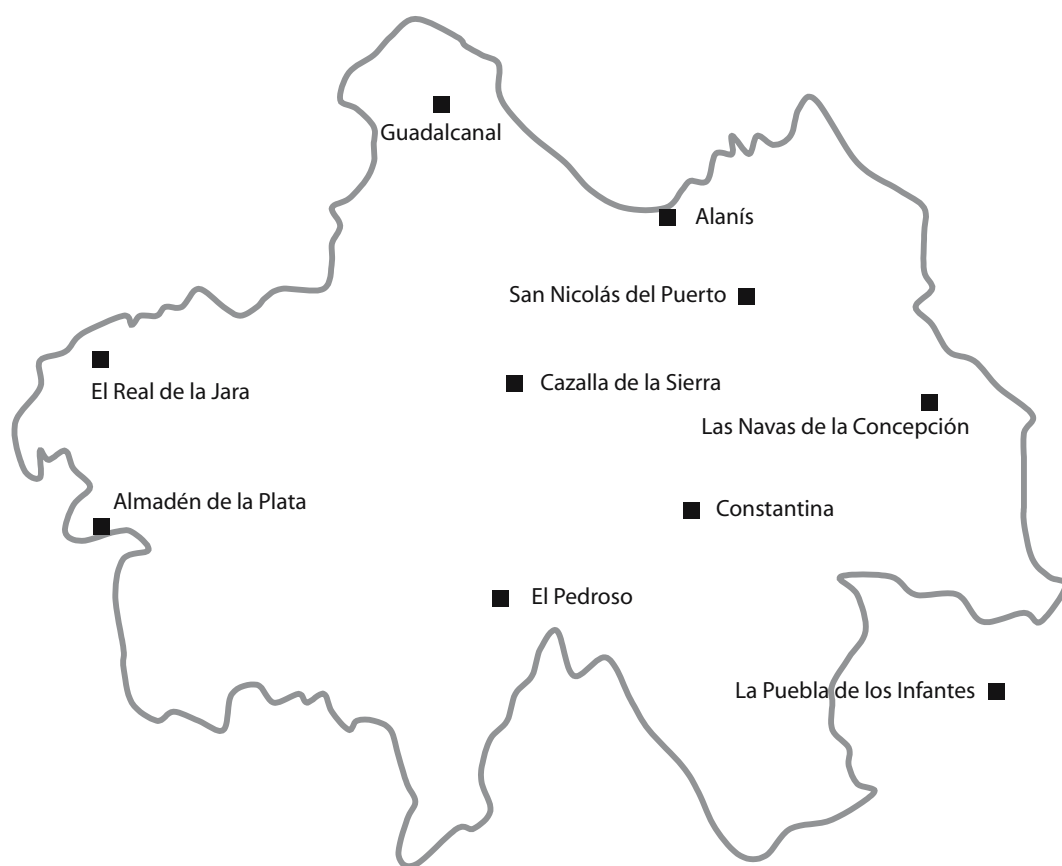 Guadalcanal
Alanís
San Nicolás del Puerto
El Real de la Jara
Cazalla de la Sierra
Las Navas de la Concepción
Almadén de la Plata
Constantina
El Pedroso
La Puebla de los Infantes